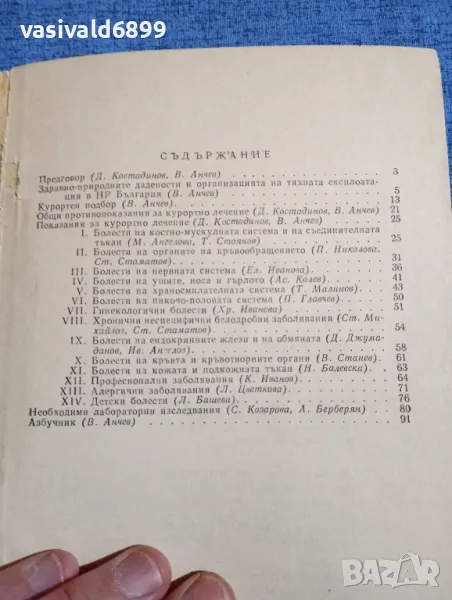 vasivald6899
СЪДЪРЖАНИЕ
Предговор (Д. Костадинов, В. Анчев) 3
Здравно-природните дадености и организацията на тяхната експлоата-
ция в НР България (В. Анчев) 5
Курортен подбор (В. Анчев) 13
Общи противопоказания за курортно лечение (Д. Костадинов, В. Анчев) 21
Показания за курортно лечение (Д. Костадинов, В. Анчев) 25
I. Болести на костно-мускулната система и на съединителната
тъкан (М. Ангелова, Т. Стоянов) 25
II. Болести на органите на кръвообращението (П. Николова,
Ст. Стаматов) 31
III. Болести на нервната система (Ел. Иванова) 36
IV. Болести на ушите, носа и гърлото (Ас. Колев) 41
V. Болести на храносмилателната система (Т. Малинов) 43
VI. Болести на пикочо-половата система (П. Главчев) 50
VII. Гинекологични болести (Хр. Иванова) 51
VIII. Хронични неспецифични белодробни заболявания (Ст. Ми-
хайлов, Ст. Стаматов) 54
IX. Болести на ендокринните жлези и на обмяната (Д. Джума-
данов, Ив. Ангелов) 58
X. Болести на кръвта и кръвотворните органи (В. Станев) 61
XI. Болести на кожата и подкожната тъкан (Н. Балевска) 63
XII. Професионални заболявания (К. Иванов) 64
XIII. Алергични заболявания (Л. Цветкова) 71
XIV. Детски болести (Л. Башева) 76
Необходими лабораторни изследвания (С. Козарова, А. Берберян) 80
Азбучник (В. Анчев) 91
BAZAR